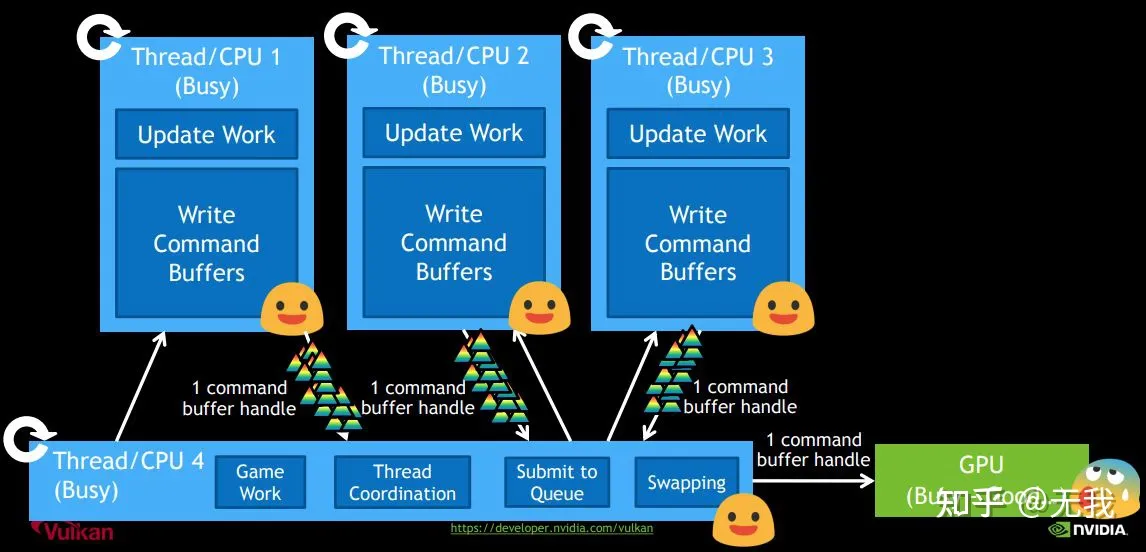 Thread/CPU 1
(Busy)
Update Work
Write
Command
Buffers
Thread/CPU 2
(Busy)
Update Work
Write
Command
Buffers
Thread/CPU 3
(Busy)
Update Work
Write
Command
Buffers
1 command
buffer handle
1 command
buffer handle
1 command
buffer handle
1 command
buffer handle
Thread/CPU 4
(Busy)
Game
Work
Thread
Coordination
Submit to
Queue
Swapping
GPU
知乎 @无我
Vulkan
https://developer.nvidia.com/vulkan
NVIDIA.